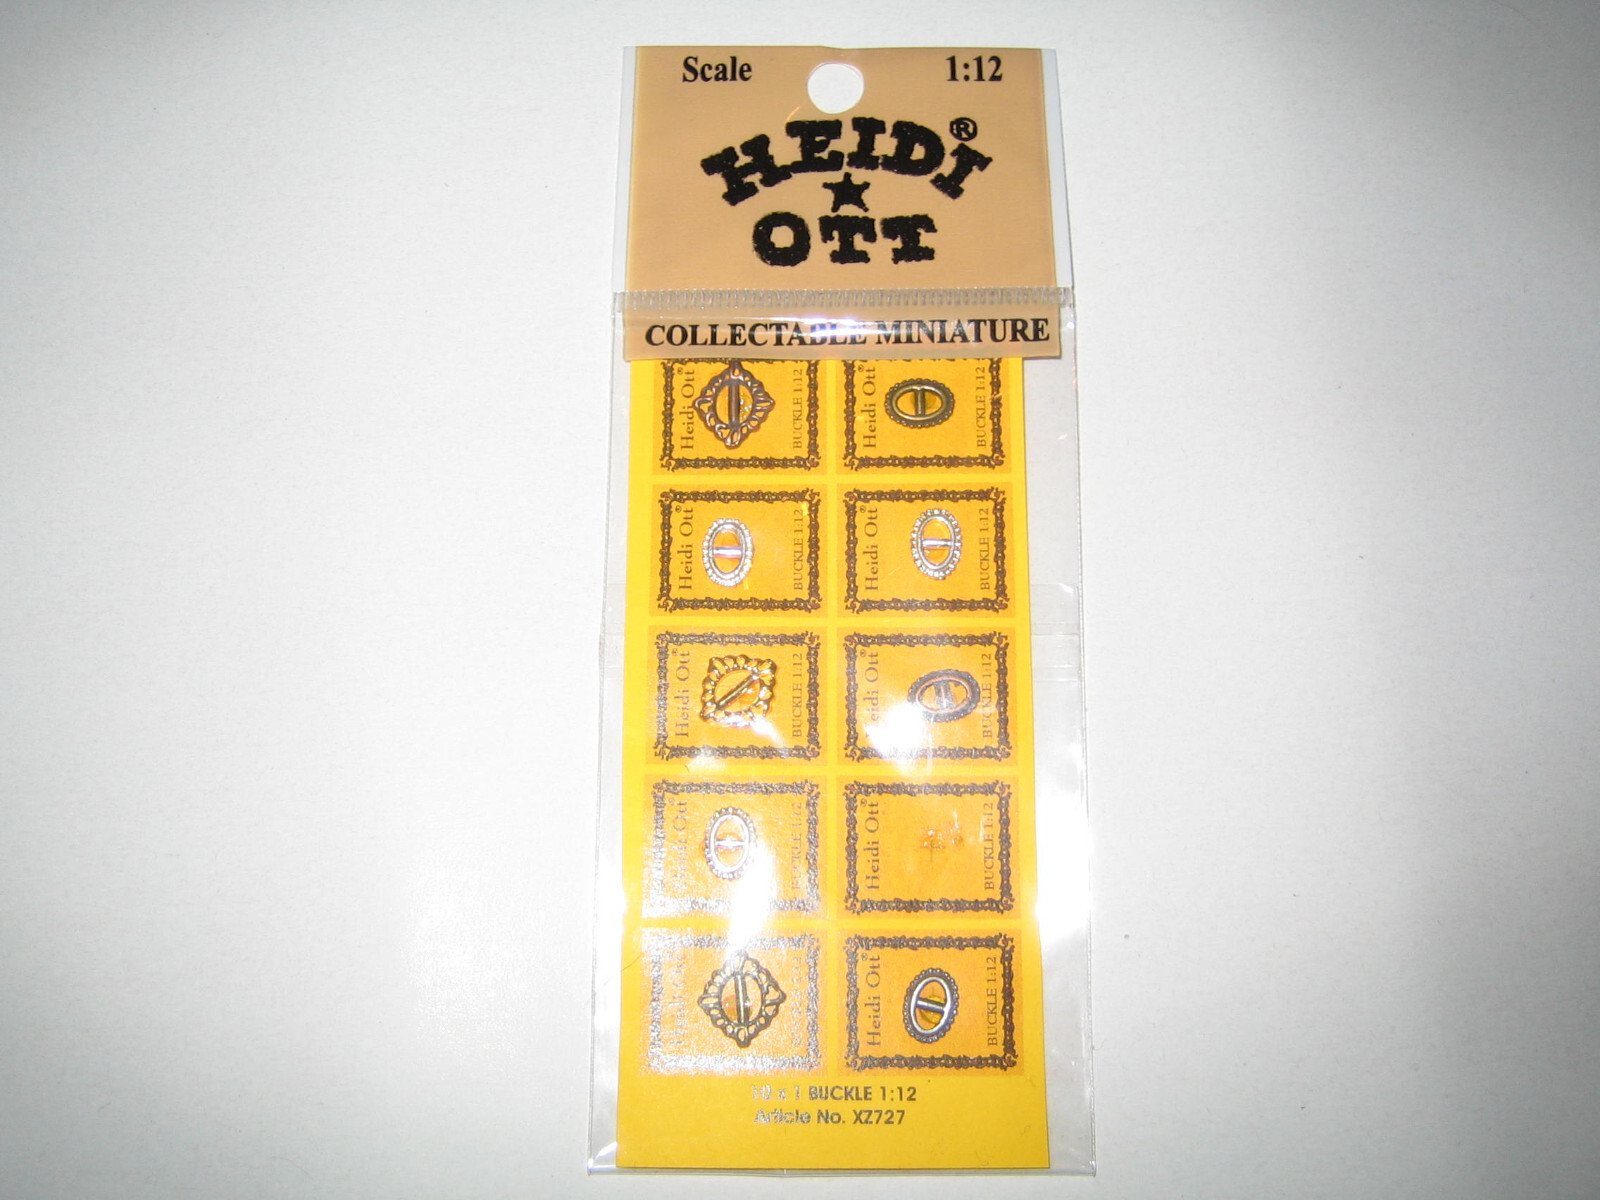 Scale 1:12
HEIDI®
OTT
COLLECTABLE MINIATURE
Heidi Ott® BUCKLE 1:12
Heidi Ott® BUCKLE 1:12
Heidi Ott® BUCKLE 1:12
Heidi Ott® BUCKLE 1:12
Heidi Ott® BUCKLE 1:12
eidi Ott® BUCKLE 1:12
Heidi Ott® BUCKLE 1:12
Heidi Ott® BUCKLE 1:12
Heidi Ott® BUCKLE 1:12
10 x 1 BUCKLE 1:12
Article No. XZ727